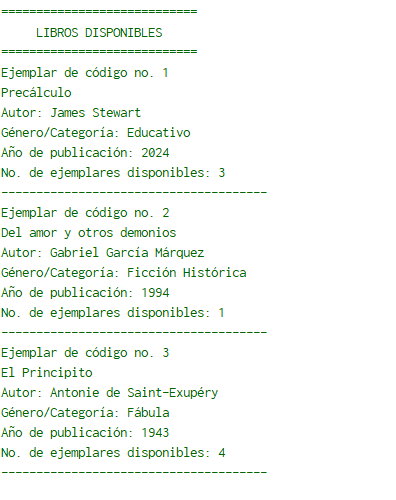 ============================
LIBROS DISPONIBLES
============================
Ejemplar de código no. 1
Precálculo
Autor: James Stewart
Género/Categoría: Educativo
Año de publicación: 2024
No. de ejemplares disponibles: 3
--------------------------------------
Ejemplar de código no. 2
Del amor y otros demonios
Autor: Gabriel García Márquez
Género/Categoría: Ficción Histórica
Año de publicación: 1994
No. de ejemplares disponibles: 1
--------------------------------------
Ejemplar de código no. 3
El Principito
Autor: Antonie de Saint-Exupéry
Género/Categoría: Fábula
Año de publicación: 1943
No. de ejemplares disponibles: 4
--------------------------------------